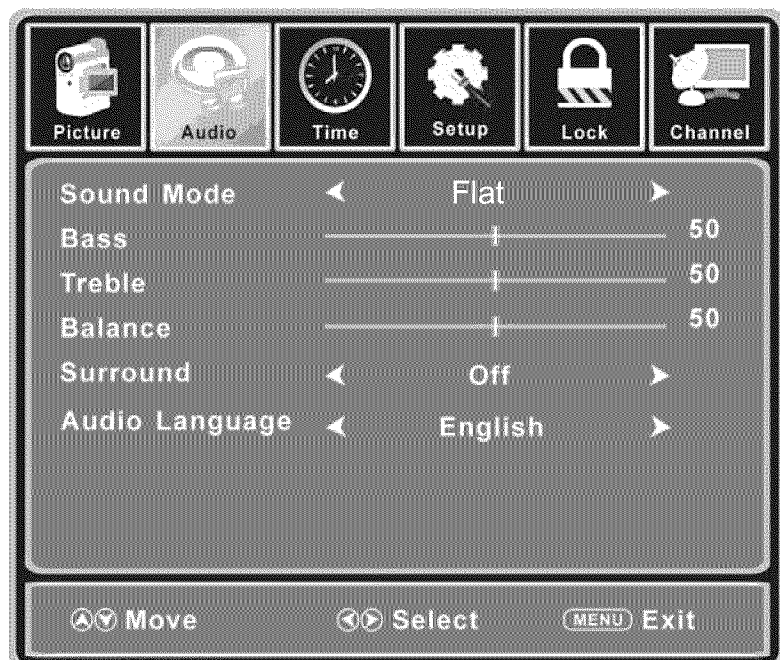 Picture Audio Time Setup Lock Channel
Sound Mode Flat
Bass 50
Treble 50
Balance 50
Surround Off
Audio Language English
Move Select MENU Exit